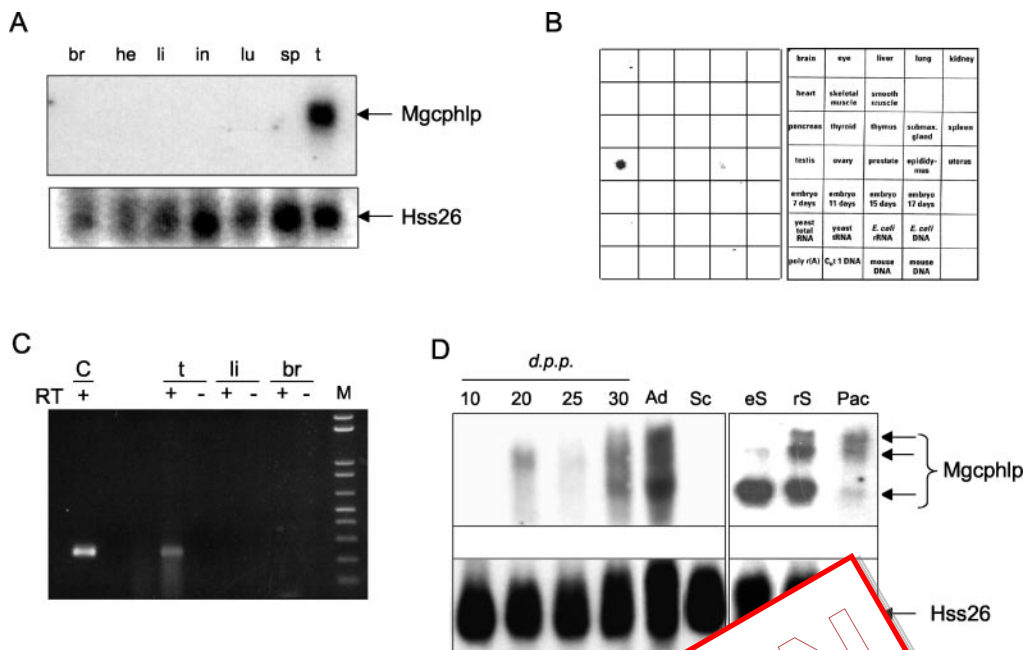 A
br he li in lu sp t
Mgcphlp
Hss26
B
brain eye liver lung kidney
heart skeletal muscle smooth muscle
pancreas thyroid thymus submax. gland spleen
testis ovary prostate epididy-mus uterus
embryo 7 days embryo 11 days embryo 15 days embryo 17 days
yeast total RNA yeast tRNA E. coli rRNA E. coli DNA
poly r(A) C₀t 1 DNA mouse DNA mouse DNA
C
C t li br
RT + + - + - + - M
D
d.p.p.
10 20 25 30 Ad Sc eS rS Pac
Mgcphlp
Hss26